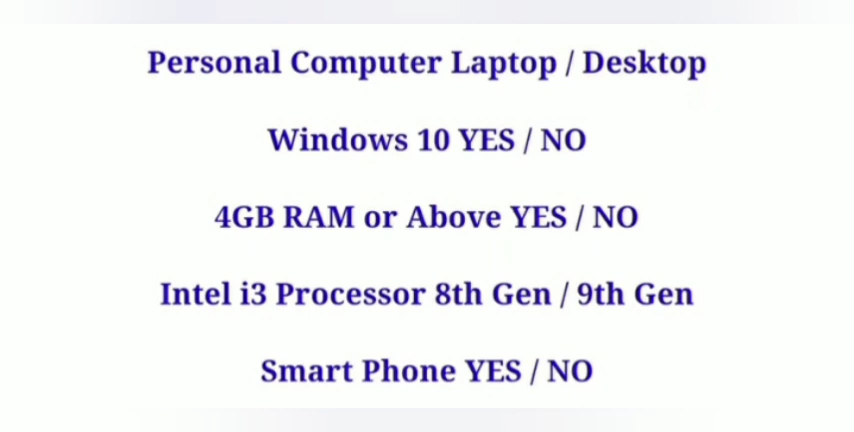 Personal Computer Laptop / Desktop
Windows 10 YES / NO
4GB RAM or Above YES / NO
Intel i3 Processor 8th Gen / 9th Gen
Smart Phone YES / NO